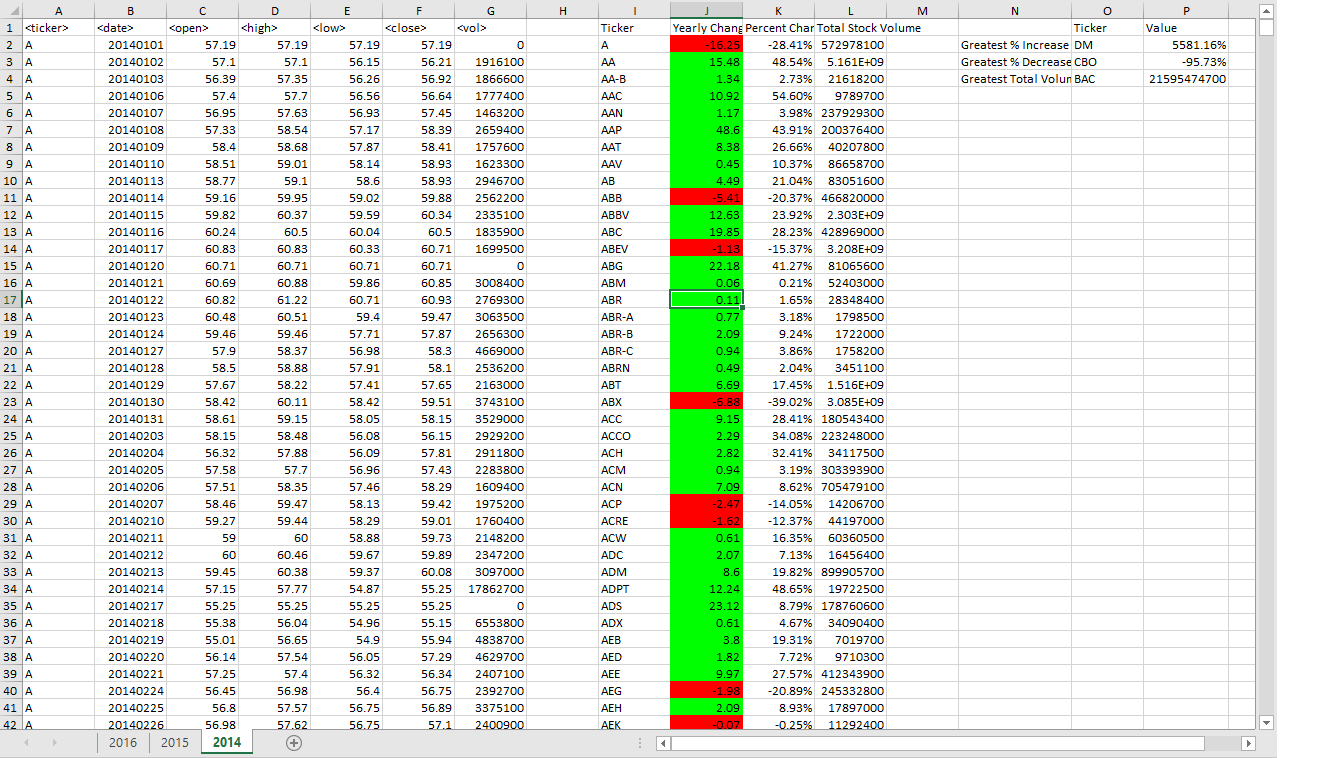 A B C D E F G H I J K L M N O P
1 <ticker> <date> <open> <high> <low> <close> <vol> Ticker Yearly Chang Percent Char Total Stock Volume Ticker Value
2 A 20140101 57.19 57.19 57.19 57.19 0 A -16.25 -28.41% 572978100 Greatest % Increase DM 5581.16%
3 A 20140102 57.1 57.1 56.15 56.21 1916100 AA 15.48 48.54% 5.161E+09 Greatest % Decrease CBO -95.73%
4 A 20140103 56.39 57.35 56.26 56.92 1866600 AA-B 1.34 2.73% 21618200 Greatest Total Volur BAC 21595474700
5 A 20140106 57.4 57.7 56.56 56.64 1777400 AAC 10.92 54.60% 9789700
6 A 20140107 56.95 57.63 56.93 57.45 1463200 AAN 1.17 3.98% 237929300
7 A 20140108 57.33 58.54 57.17 58.39 2659400 AAP 48.6 43.91% 200376400
8 A 20140109 58.4 58.68 57.87 58.41 1757600 AAT 8.38 26.66% 40207800
9 A 20140110 58.51 59.01 58.14 58.93 1623300 AAV 0.45 10.37% 86658700
10 A 20140113 58.77 59.1 58.6 58.93 2946700 AB 4.49 21.04% 83051600
11 A 20140114 59.16 59.95 59.02 59.88 2562200 ABB -5.41 -20.37% 466820000
12 A 20140115 59.82 60.37 59.59 60.34 2335100 ABBV 12.63 23.92% 2.303E+09
13 A 20140116 60.24 60.5 60.04 60.5 1835900 ABC 19.85 28.23% 428969000
14 A 20140117 60.83 60.83 60.33 60.71 1699500 ABEV -1.13 -15.37% 3.208E+09
15 A 20140120 60.71 60.71 60.71 60.71 0 ABG 22.18 41.27% 81065600
16 A 20140121 60.69 60.88 59.86 60.85 3008400 ABM 0.06 0.21% 52403000
17 A 20140122 60.82 61.22 60.71 60.93 2769300 ABR 0.11 1.65% 28348400
18 A 20140123 60.48 60.51 59.4 59.47 3063500 ABR-A 0.77 3.18% 1798500
19 A 20140124 59.46 59.46 57.71 57.87 2656300 ABR-B 2.09 9.24% 1722000
20 A 20140127 57.9 58.37 56.98 58.3 4669000 ABR-C 0.94 3.86% 1758200
21 A 20140128 58.5 58.88 57.91 58.1 2536200 ABRN 0.49 2.04% 3451100
22 A 20140129 57.67 58.22 57.41 57.65 2163000 ABT 6.69 17.45% 1.516E+09
23 A 20140130 58.42 60.11 58.42 59.51 3743100 ABX -6.88 -39.02% 3.085E+09
24 A 20140131 58.61 59.15 58.05 58.15 3529000 ACC 9.15 28.41% 180543400
25 A 20140203 58.15 58.48 56.08 56.15 2929200 ACCO 2.29 34.08% 223248000
26 A 20140204 56.32 57.88 56.09 57.81 2911800 ACH 2.82 32.41% 34117500
27 A 20140205 57.58 57.7 56.96 57.43 2283800 ACM 0.94 3.19% 303393900
28 A 20140206 57.51 58.35 57.46 58.29 1609400 ACN 7.09 8.62% 705479100
29 A 20140207 58.46 59.47 58.13 59.42 1975200 ACP -2.47 -14.05% 14206700
30 A 20140210 59.27 59.44 58.29 59.01 1760400 ACRE -1.62 -12.37% 44197000
31 A 20140211 59 60 58.88 59.73 2148200 ACW 0.61 16.35% 60360500
32 A 20140212 60 60.46 59.67 59.89 2347200 ADC 2.07 7.13% 16456400
33 A 20140213 59.45 60.38 59.37 60.08 3097000 ADM 8.6 19.82% 899905700
34 A 20140214 57.15 57.77 54.87 55.25 17862700 ADPT 12.24 48.65% 19722500
35 A 20140217 55.25 55.25 55.25 55.25 0 ADS 23.12 8.79% 178760600
36 A 20140218 55.38 56.04 54.96 55.15 6553800 ADX 0.61 4.67% 34090400
37 A 20140219 55.01 56.65 54.9 55.94 4838700 AEB 3.8 19.31% 7019700
38 A 20140220 56.14 57.54 56.05 57.29 4629700 AED 1.82 7.72% 9710300
39 A 20140221 57.25 57.4 56.32 56.34 2407100 AEE 9.97 27.57% 412343900
40 A 20140224 56.45 56.98 56.4 56.75 2392700 AEG -1.98 -20.89% 245332800
41 A 20140225 56.8 57.57 56.75 56.89 3375100 AEH 2.09 8.93% 17897000
42 A 20140226 56.98 57.62 56.75 57.1 2400900 AEK -0.07 -0.25% 11292400
2016 2015 2014